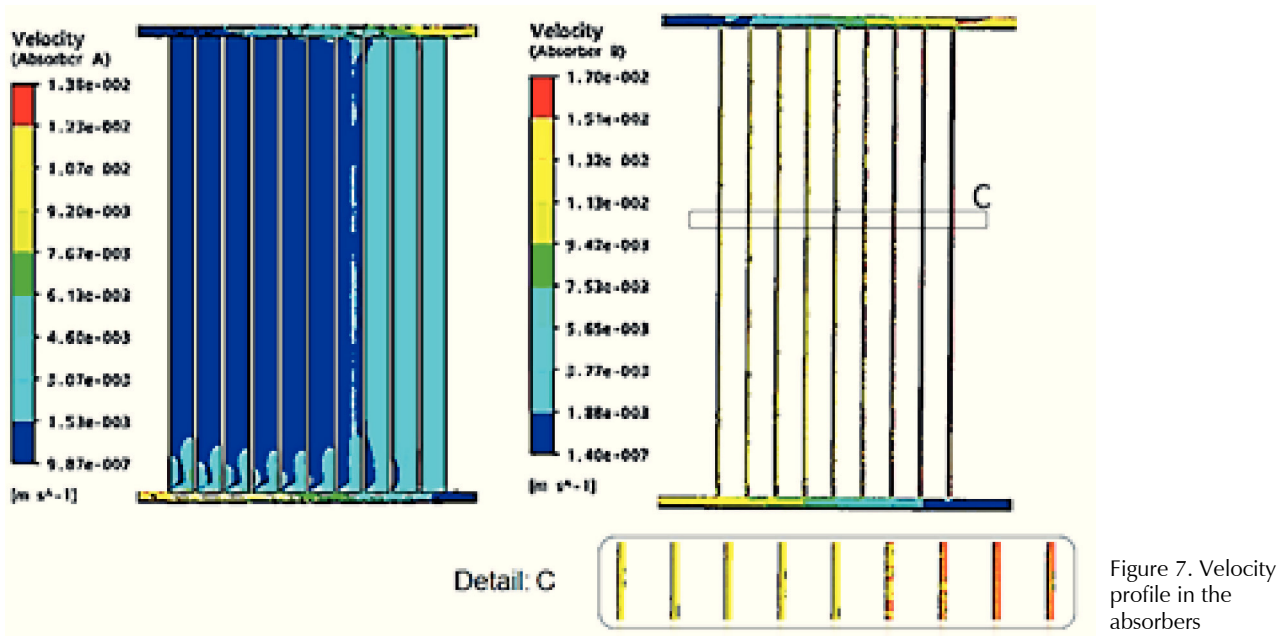 Velocity
(Absorber A)
1.38e-002
1.23e-002
1.07e 002
9.20e-003
7.67e-003
6.13e-003
4.60e-003
3.07e-003
1.53e-003
9.87e-007
[m s^-1]
Velocity
(Absorber B)
1.70e-002
1.51e-002
1.32e 002
1.13e-002
9.42e-003
7.53e-003
5.65e-003
3.77e-003
1.88e-003
1.40e-007
[m s^-1]
C
Detail: C
Figure 7. Velocity
profile in the
absorbers